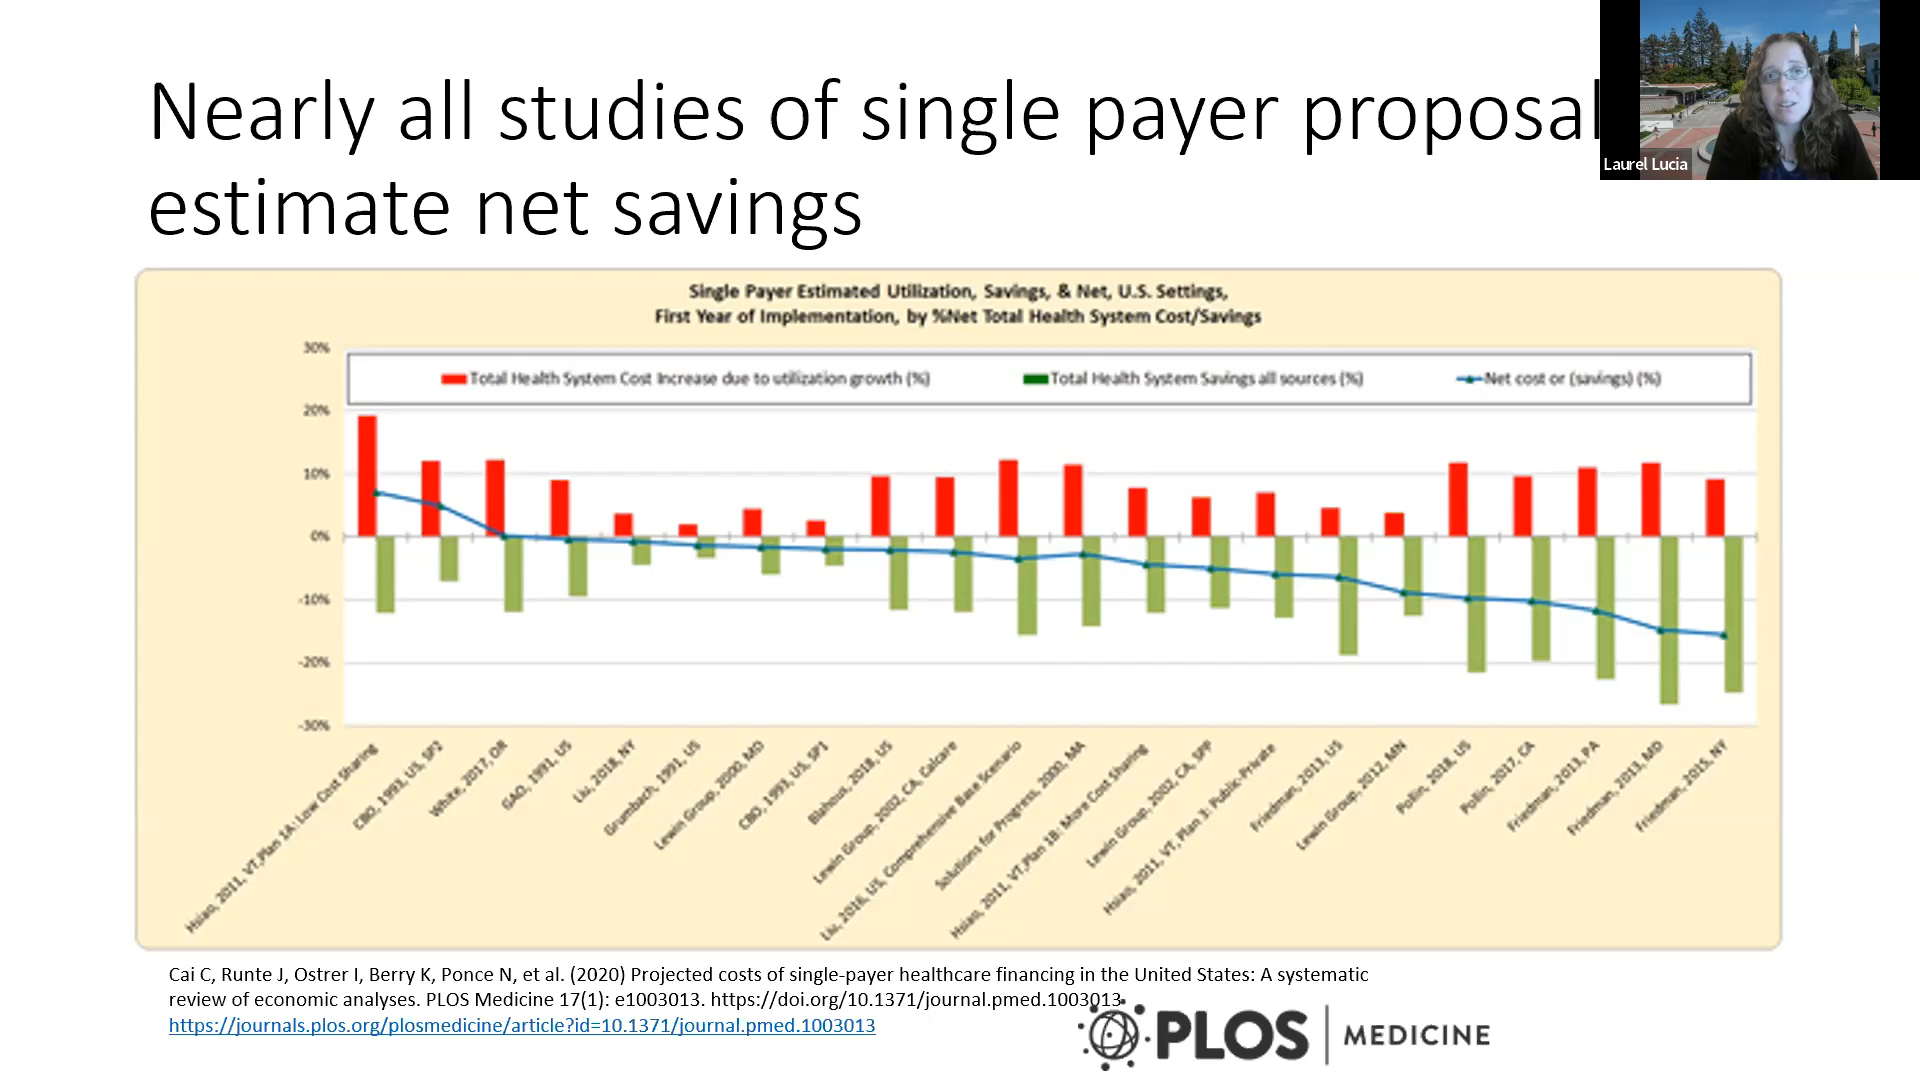 Nearly all studies of single payer proposal
estimate net savings
Laurel Lucia
Single Payer Estimated Utilization, Savings, & Net, U.S. Settings,
First Year of Implementation, by %Net Total Health System Cost/Savings
30%
Total Health System Cost Increase due to utilization growth (%)
Total Health System Savings all sources (%)
Net cost or (savings) (%)
20%
10%
0%
-10%
-20%
-30%
Hsiao, 2011, VT,Plan 1A: Low Cost Sharing
CBO, 1993, US, SP2
White, 2017, OR
GAO, 1991, US
Liu, 2018, NY
Grumbach, 1991, US
Lewin Group, 2000, MD
CBO, 1993, US, SP1
Blahous, 2018, US
Lewin Group, 2002, CA, Calcare
Liu, 2016, US, Comprehensive Base Scenario
Solutions for Progress, 2000, MA
Hsiao, 2011, VT,Plan 1B: More Cost Sharing
Lewin Group, 2002, CA, SPP
Hsiao, 2011, VT, Plan 3: Public-Private
Friedman, 2013, US
Lewin Group, 2012, MN
Pollin, 2018, US
Pollin, 2017, CA
Friedman, 2013, PA
Friedman, 2013, MD
Friedman, 2015, NY
Cai C, Runte J, Ostrer I, Berry K, Ponce N, et al. (2020) Projected costs of single-payer healthcare financing in the United States: A systematic
review of economic analyses. PLOS Medicine 17(1): e1003013. https://doi.org/10.1371/journal.pmed.1003013
https://journals.plos.org/plosmedicine/article?id=10.1371/journal.pmed.1003013
PLOS | MEDICINE